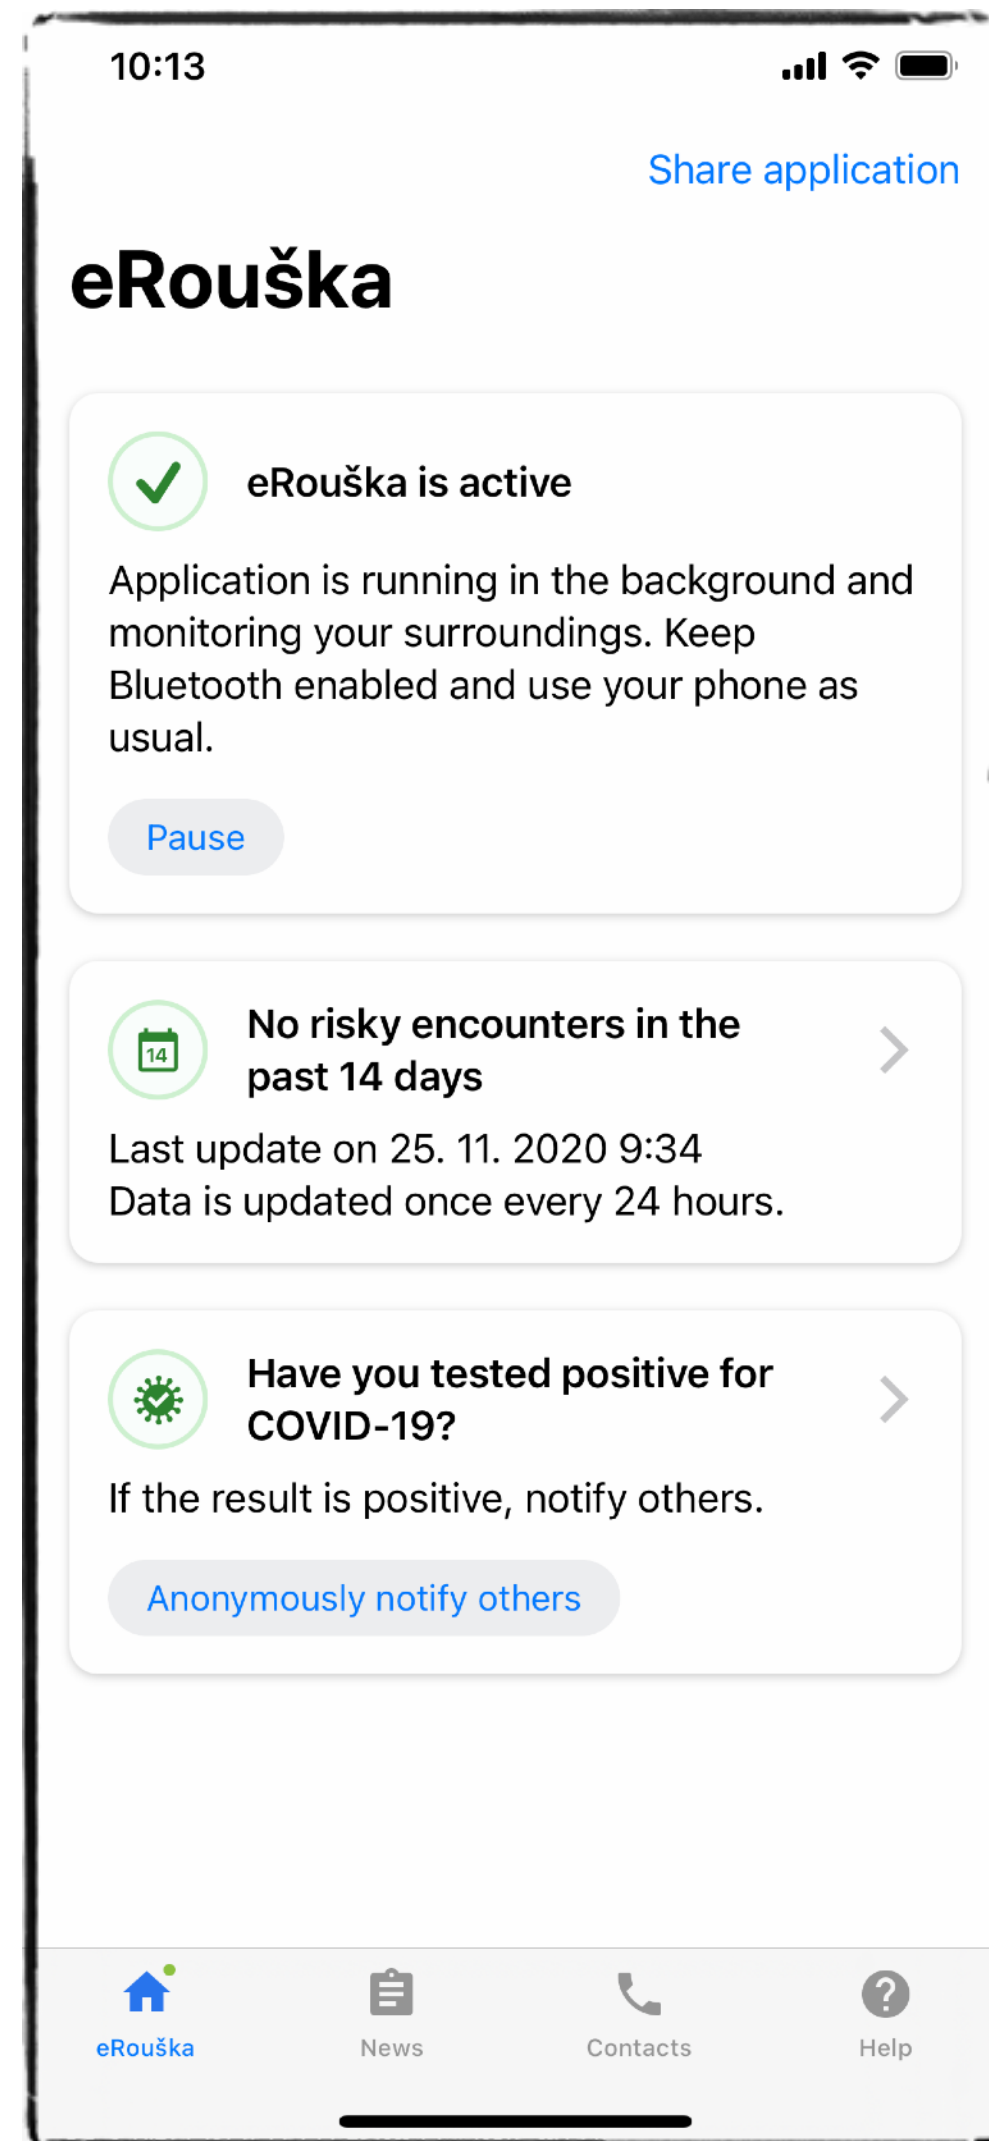 10:13
Share application
eRouška
eRouška is active
Application is running in the background and
monitoring your surroundings. Keep
Bluetooth enabled and use your phone as
usual.
Pause
14
No risky encounters in the
past 14 days
Last update on 25. 11. 2020 9:34
Data is updated once every 24 hours.
Have you tested positive for
COVID-19?
If the result is positive, notify others.
Anonymously notify others
eRouška
News
Contacts
Help